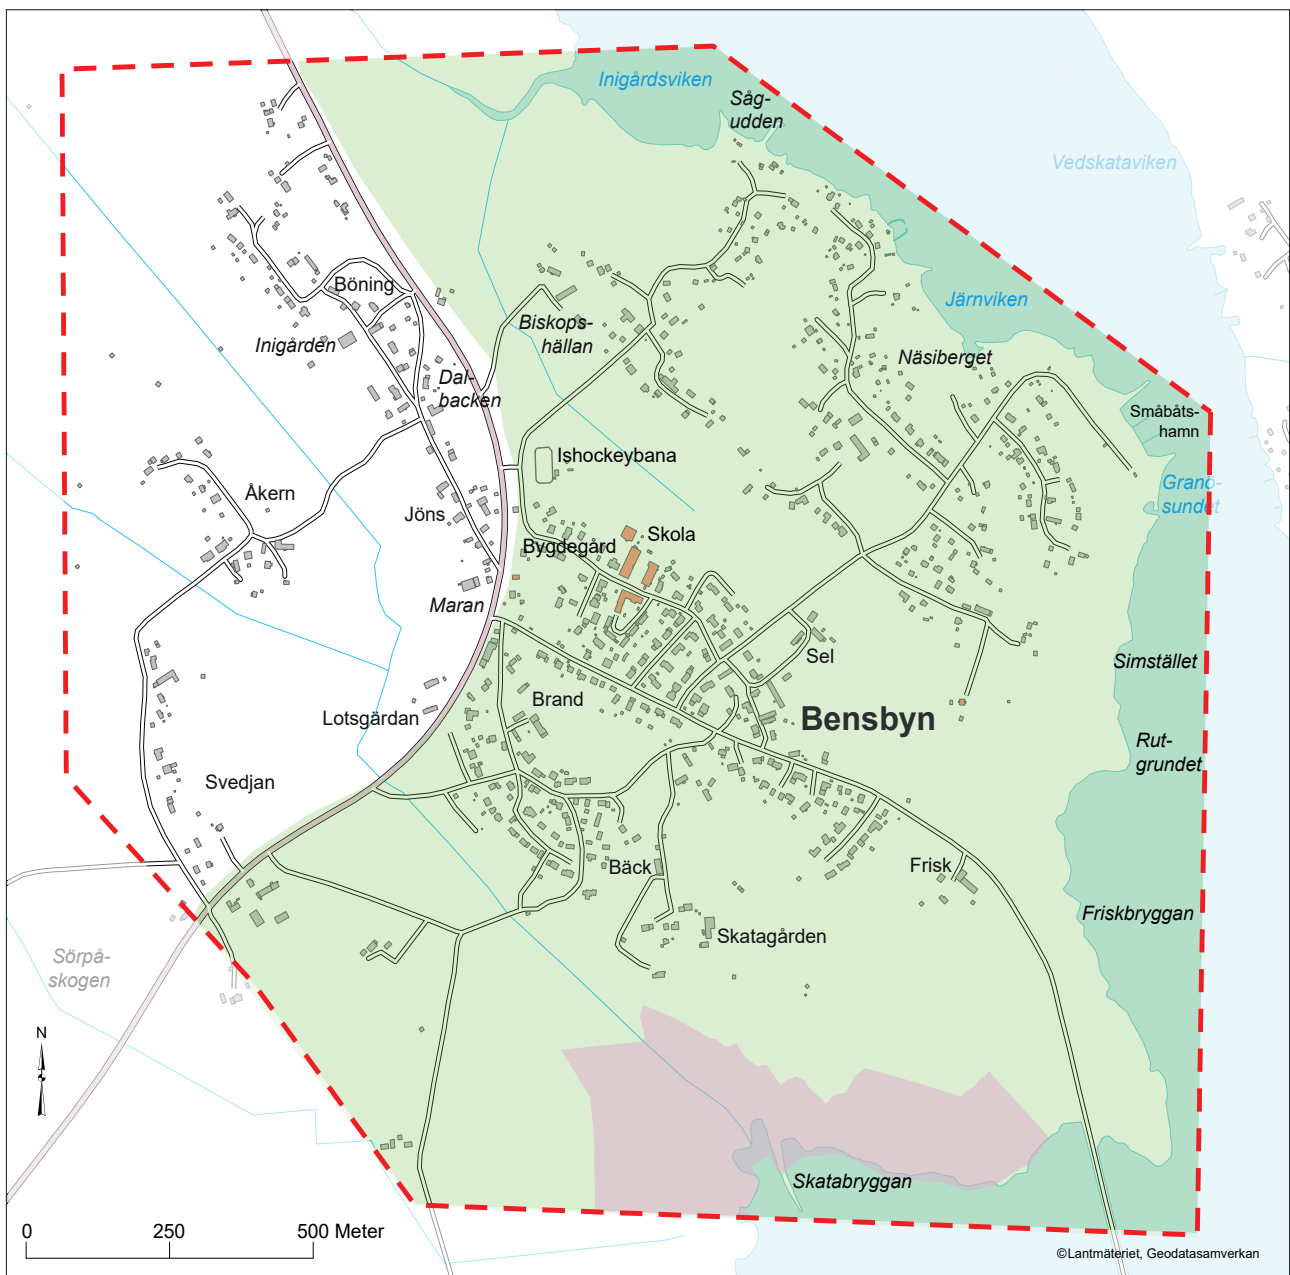 Inigårdsviken
Såg-
udden
Vedskataviken
Böning
Inigården
Biskops-
hällan
Järnviken
Näsiberget
Dal-
backen
Småbåts-
hamn
Ishockeybana
Granö-
sundet
Åkern
Jöns
Bygdegård
Skola
Maran
Sel
Simstället
Brand
Lotsgärdan
Bensbyn
Rut-
grundet
Svedjan
Bäck
Frisk
Friskbryggan
Skatagården
Sörpå-
skogen
N
Skatabryggan
0 250 500 Meter
©Lantmäteriet, Geodatasamverkan